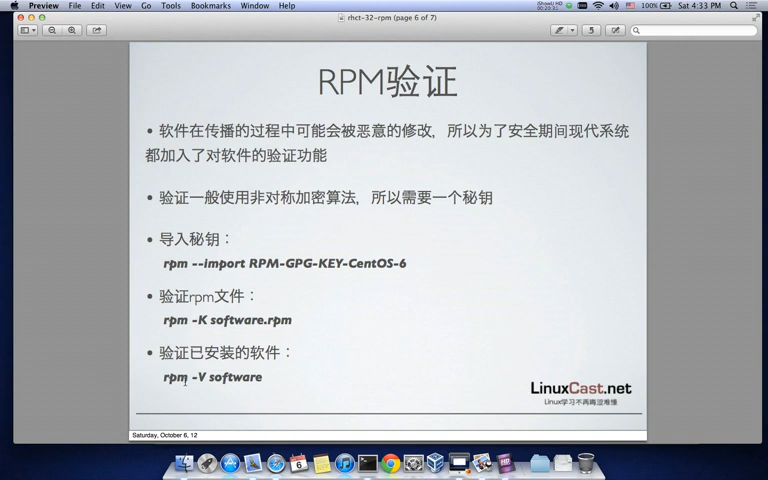 Preview File Edit View Go Tools Bookmarks Window Help
100% Sat 4:33 PM
rhct-32-rpm (page 6 of 7)
RPM验证
• 软件在传播的过程中可能会被恶意的修改，所以为了安全期间现代系统
都加入了对软件的验证功能
• 验证一般使用非对称加密算法，所以需要一个秘钥
• 导入秘钥：
rpm --import RPM-GPG-KEY-CentOS-6
• 验证rpm文件：
rpm -K software.rpm
• 验证已安装的软件：
rpm -V software
LinuxCast.net
Linux学习不再晦涩难懂
Saturday, October 6, 12